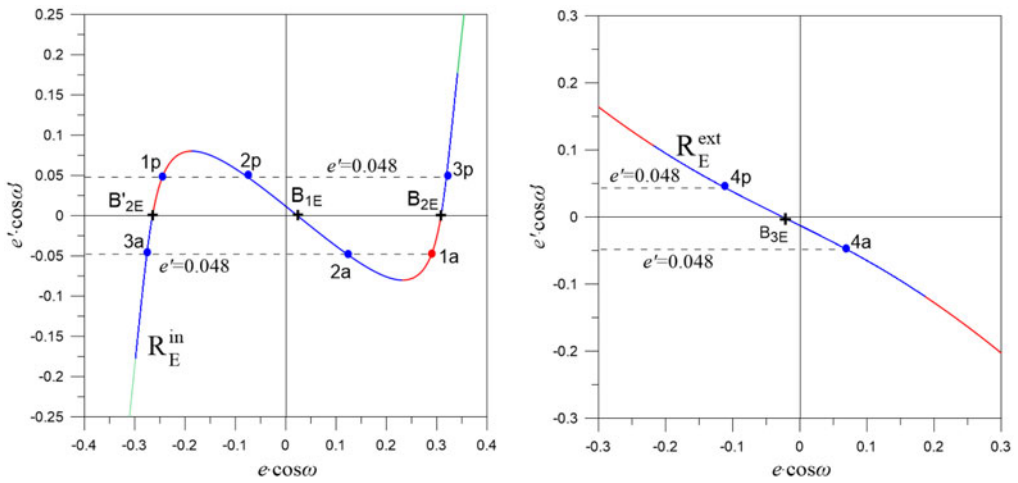 0.25
0.2
0.15
0.1
0.05
0
-0.05
-0.1
-0.15
-0.2
-0.25
e'·cosω'
1p
2p
e'=0.048
3p
B'2E
B1E
B2E
3a
e'=0.048
2a
1a
R_E^in
-0.4 -0.3 -0.2 -0.1 0 0.1 0.2 0.3 0.4
e·cosω
0.3
0.2
0.1
0
-0.1
-0.2
-0.3
e'·cosω'
R_E^ext
4p
e'=0.048
B3E
4a
e'=0.048
-0.3 -0.2 -0.1 0 0.1 0.2 0.3
e·cosω